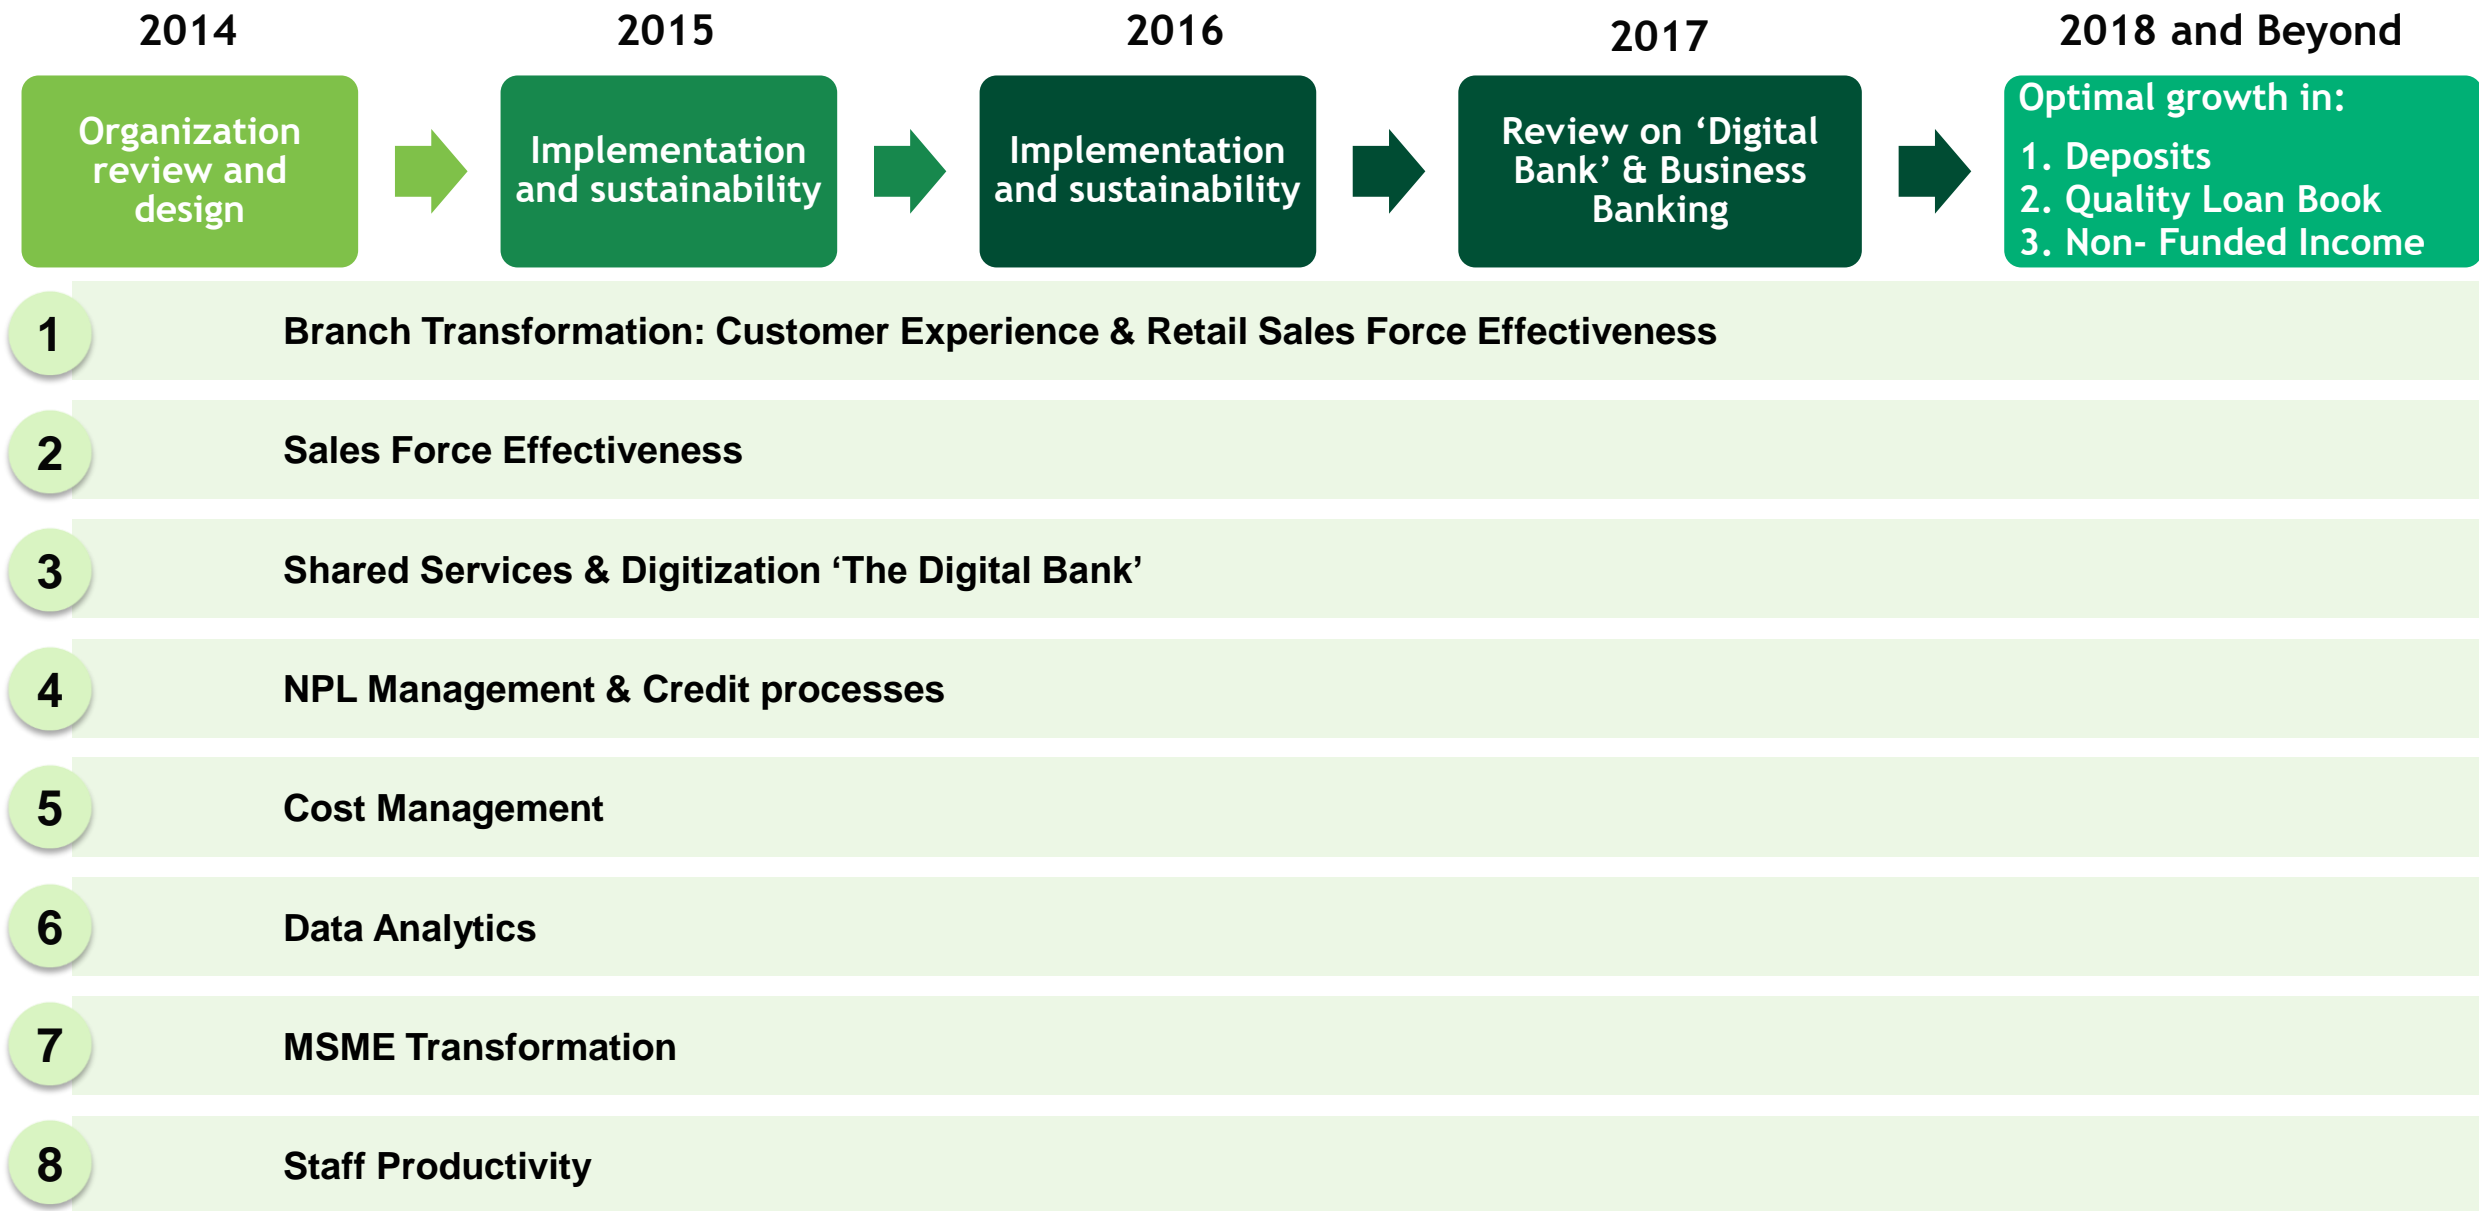 2014
2015
2016
2017
2018 and Beyond
Organization
review and
design
Implementation
and sustainability
Implementation
and sustainability
Review on ‘Digital
Bank’ & Business
Banking
Optimal growth in:
1. Deposits
2. Quality Loan Book
3. Non- Funded Income
1
Branch Transformation: Customer Experience & Retail Sales Force Effectiveness
2
Sales Force Effectiveness
3
Shared Services & Digitization ‘The Digital Bank’
4
NPL Management & Credit processes
5
Cost Management
6
Data Analytics
7
MSME Transformation
8
Staff Productivity